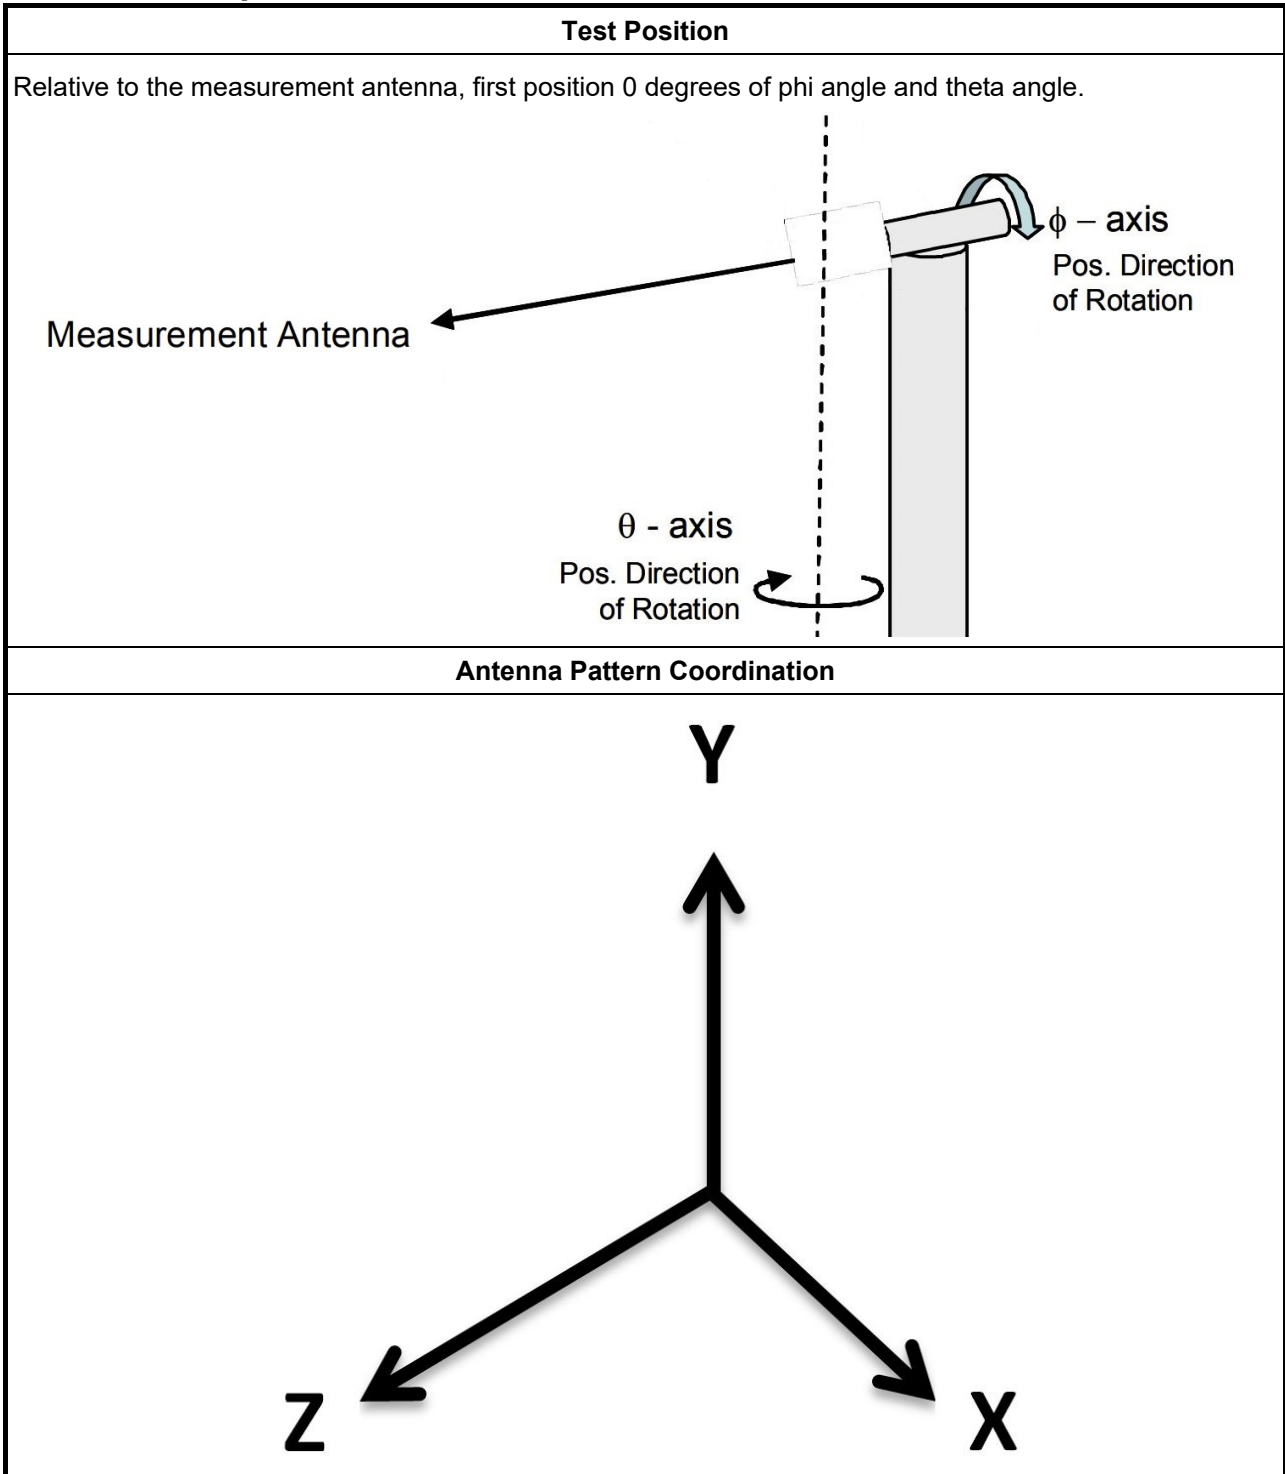 Test Position
Relative to the measurement antenna, first position 0 degrees of phi angle and theta angle.
ϕ – axis
Pos. Direction
of Rotation
Measurement Antenna
θ - axis
Pos. Direction
of Rotation
Antenna Pattern Coordination
Y
Z
X